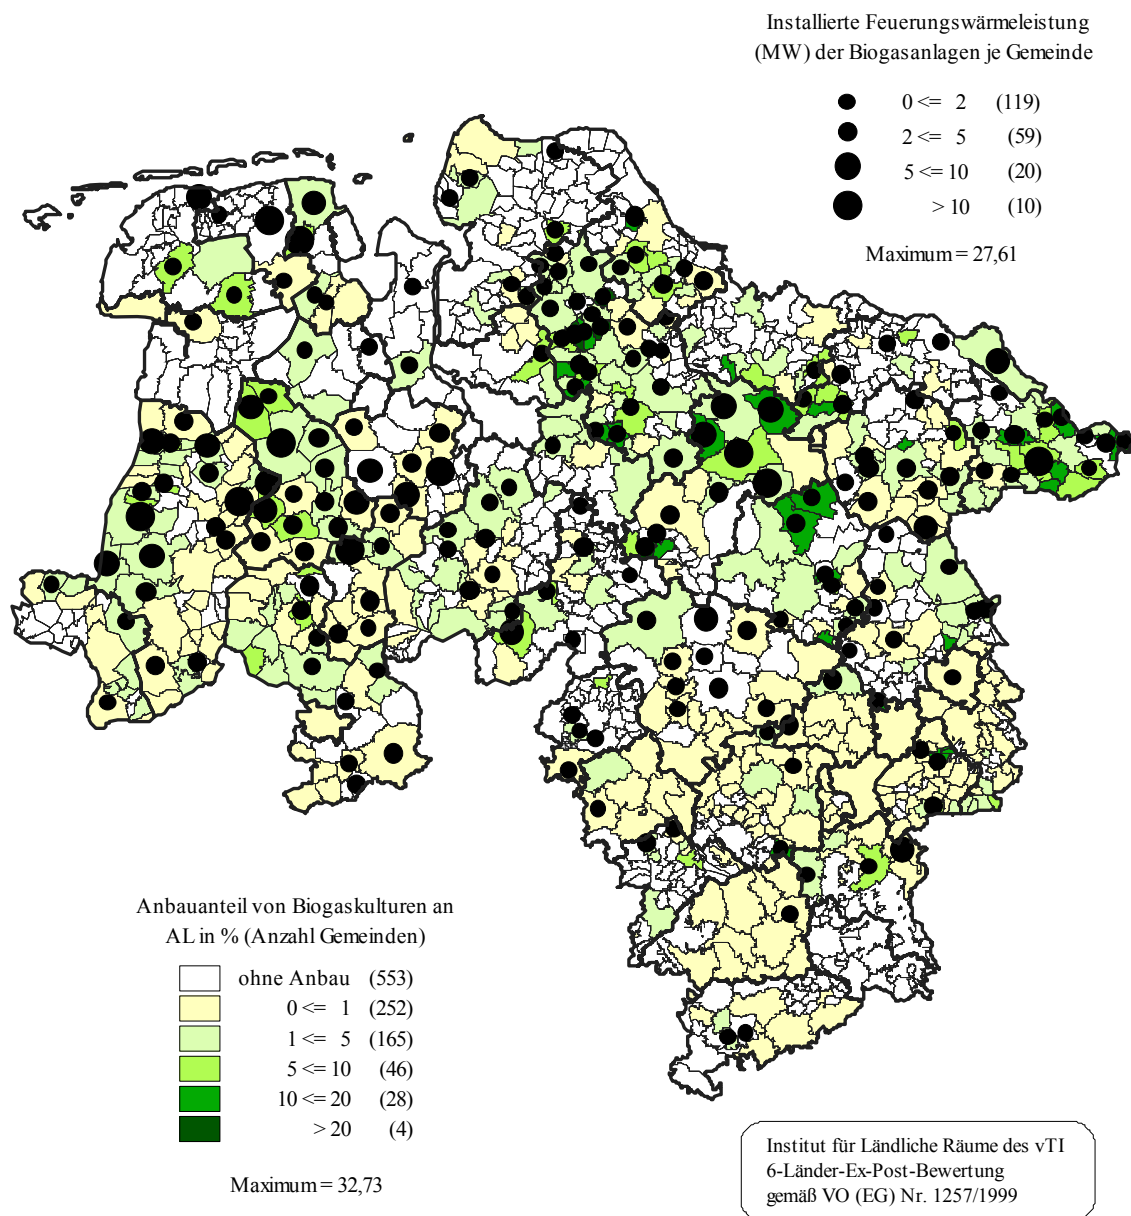 Installierte Feuerungswärmeleistung
(MW) der Biogasanlagen je Gemeinde
0 <= 2 (119)
2 <= 5 (59)
5 <= 10 (20)
> 10 (10)
Maximum = 27,61
Anbauanteil von Biogaskulturen an
AL in % (Anzahl Gemeinden)
ohne Anbau (553)
0 <= 1 (252)
1 <= 5 (165)
5 <= 10 (46)
10 <= 20 (28)
> 20 (4)
Maximum = 32,73
Institut für Ländliche Räume des vTI
6-Länder-Ex-Post-Bewertung
gemäß VO (EG) Nr. 1257/1999